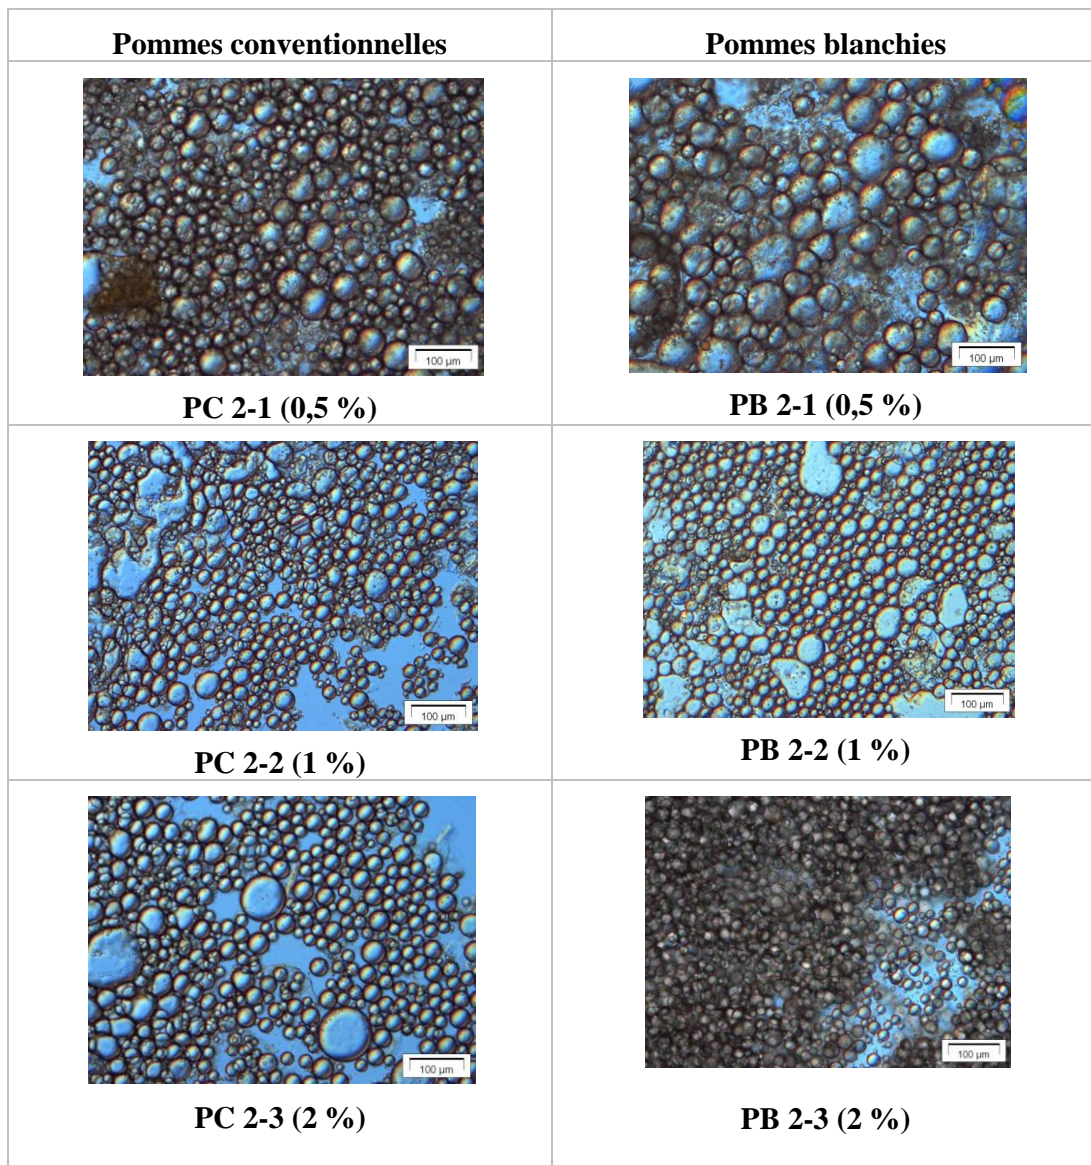 Pommes conventionnelles
Pommes blanchies
100 µm
100 µm
PC 2-1 (0,5 %)
PB 2-1 (0,5 %)
100 µm
100 µm
PC 2-2 (1 %)
PB 2-2 (1 %)
100 µm
100 µm
PC 2-3 (2 %)
PB 2-3 (2 %)